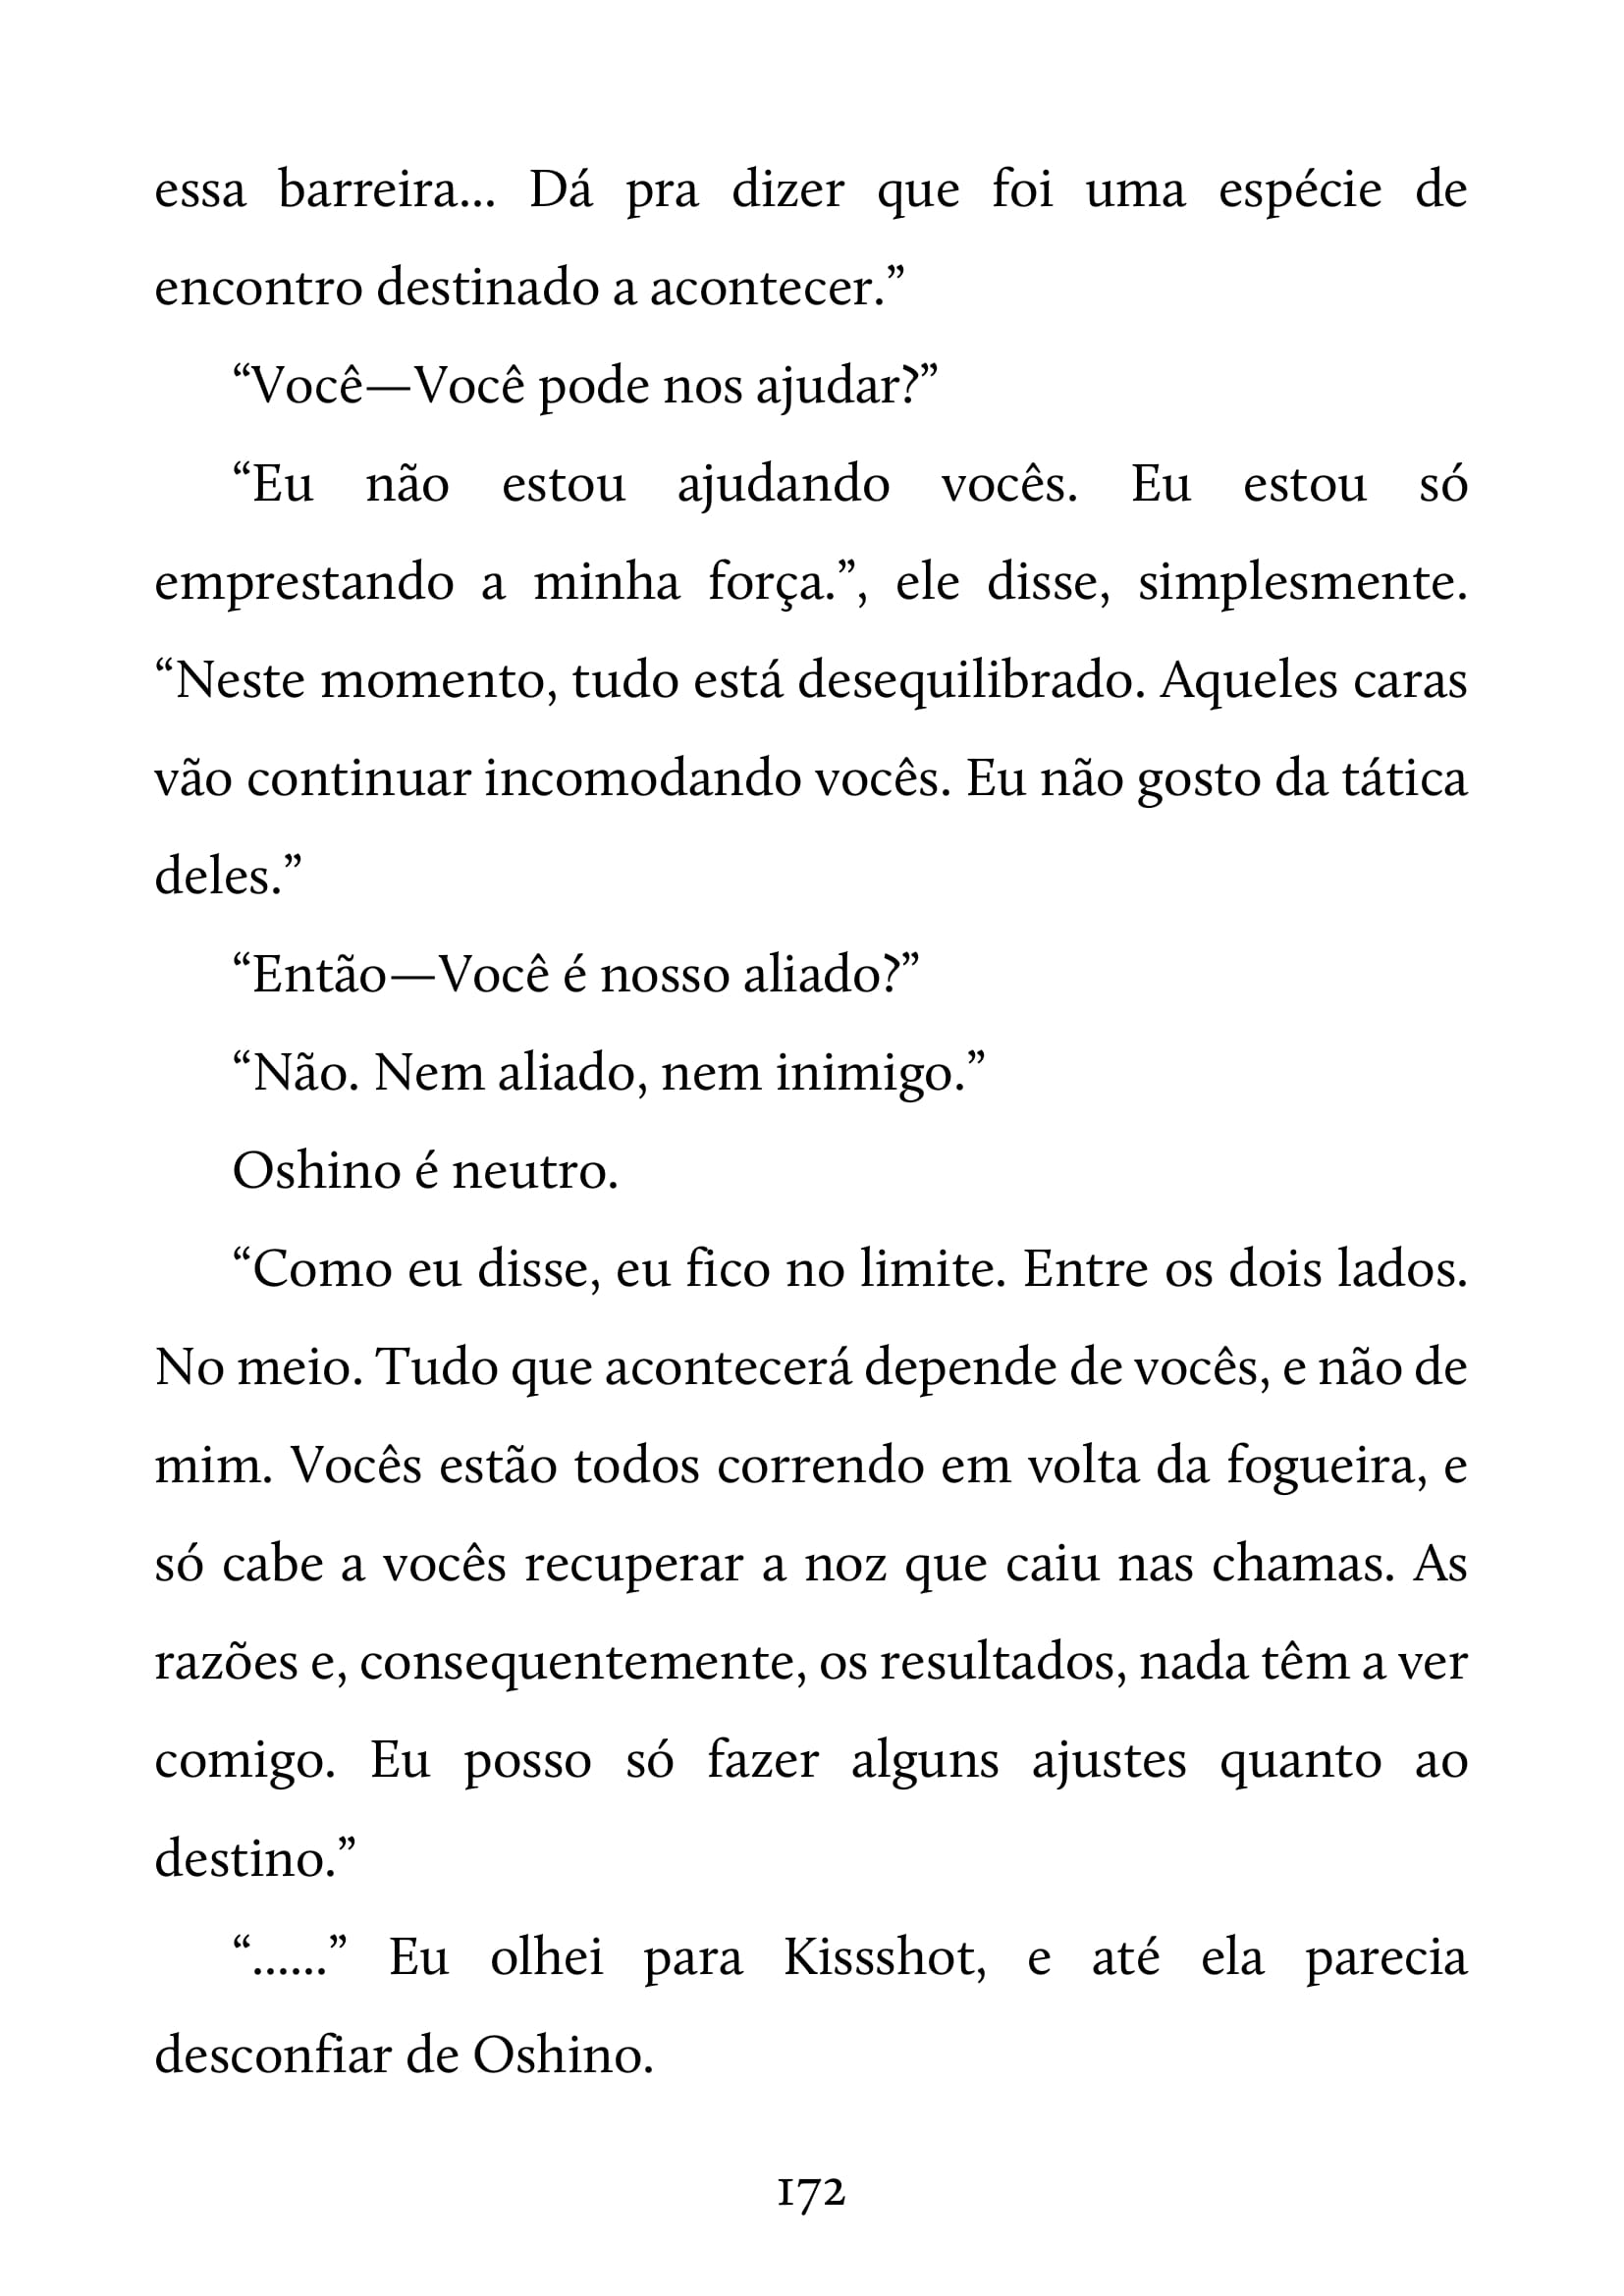 essa barreira... Dá pra dizer que foi uma espécie de
encontro destinado a acontecer.”
“Você—Você pode nos ajudar?”
“Eu não estou ajudando vocês. Eu estou só
emprestando a minha força.”, ele disse, simplesmente.
“Neste momento, tudo está desequilibrado. Aqueles caras
vão continuar incomodando vocês. Eu não gosto da tática
deles.”
“Então—Você é nosso aliado?”
“Não. Nem aliado, nem inimigo.”
Oshino é neutro.
“Como eu disse, eu fico no limite. Entre os dois lados.
No meio. Tudo que acontecerá depende de vocês, e não de
mim. Vocês estão todos correndo em volta da fogueira, e
só cabe a vocês recuperar a noz que caiu nas chamas. As
razões e, consequentemente, os resultados, nada têm a ver
comigo. Eu posso só fazer alguns ajustes quanto ao
destino.”
“......” Eu olhei para Kissshot, e até ela parecia
desconfiar de Oshino.
172